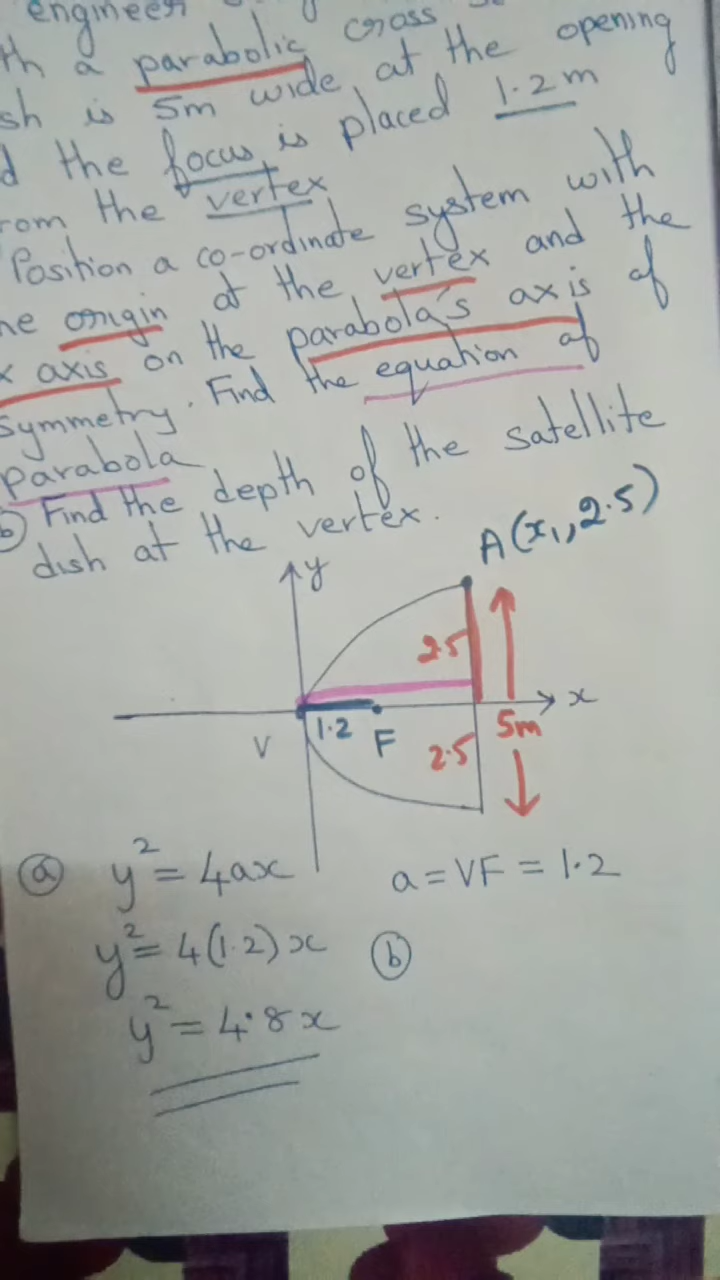 engineer
th a parabolic cross
sh is 5m wide at the opening
d the focus is placed 1.2m
rom the vertex
Position a co-ordinate system with
he origin at the vertex and the
x axis on the parabola's axis of
symmetry. Find the equation of
parabola
b Find the depth of the satellite
dish at the vertex.
A(x₁, 2.5)
y
2.5
x
1.2
F
5m
V
2.5
a y² = 4ax a = VF = 1.2
y² = 4(1.2)x b
y² = 4.8x